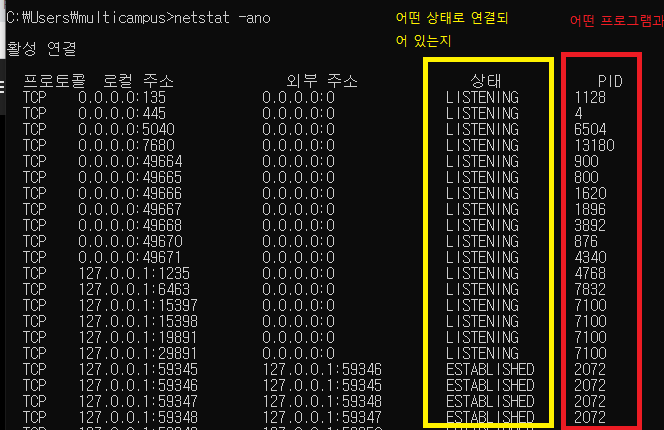 C:\Users\multicampus>netstat -ano
어떤 상태로 연결되
어 있는지
어떤 프로그램과
활성 연결
프로토콜 로컬 주소 외부 주소 상태 PID
TCP 0.0.0.0:135 0.0.0.0:0 LISTENING 1128
TCP 0.0.0.0:445 0.0.0.0:0 LISTENING 4
TCP 0.0.0.0:5040 0.0.0.0:0 LISTENING 6504
TCP 0.0.0.0:7680 0.0.0.0:0 LISTENING 13180
TCP 0.0.0.0:49664 0.0.0.0:0 LISTENING 900
TCP 0.0.0.0:49665 0.0.0.0:0 LISTENING 800
TCP 0.0.0.0:49666 0.0.0.0:0 LISTENING 1620
TCP 0.0.0.0:49667 0.0.0.0:0 LISTENING 1896
TCP 0.0.0.0:49668 0.0.0.0:0 LISTENING 3892
TCP 0.0.0.0:49670 0.0.0.0:0 LISTENING 876
TCP 0.0.0.0:49671 0.0.0.0:0 LISTENING 4340
TCP 127.0.0.1:1235 0.0.0.0:0 LISTENING 4768
TCP 127.0.0.1:6463 0.0.0.0:0 LISTENING 7832
TCP 127.0.0.1:15397 0.0.0.0:0 LISTENING 7100
TCP 127.0.0.1:15398 0.0.0.0:0 LISTENING 7100
TCP 127.0.0.1:19891 0.0.0.0:0 LISTENING 7100
TCP 127.0.0.1:29891 0.0.0.0:0 LISTENING 7100
TCP 127.0.0.1:59345 127.0.0.1:59346 ESTABLISHED 2072
TCP 127.0.0.1:59346 127.0.0.1:59345 ESTABLISHED 2072
TCP 127.0.0.1:59347 127.0.0.1:59348 ESTABLISHED 2072
TCP 127.0.0.1:59348 127.0.0.1:59347 ESTABLISHED 2072